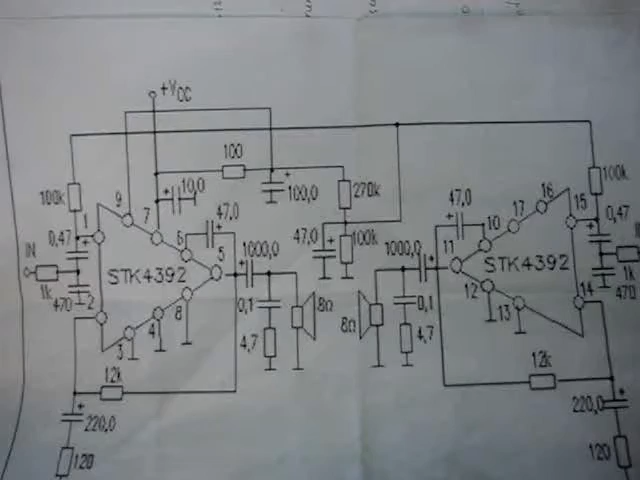 +VCC
100
100k
9
7
10,0
100,0
270k
47,0
16
17
15
100k
1
0,47
6
47,0
5
1000,0
47,0
100k
1000,0
11
10
0,47
IN
STK4392
STK4392
1k
470
2
8
0,1
8Ω
8Ω
0,1
12
13
14
1k
470
3
4
4,7
4,7
12k
12k
220,0
220,0
120
120